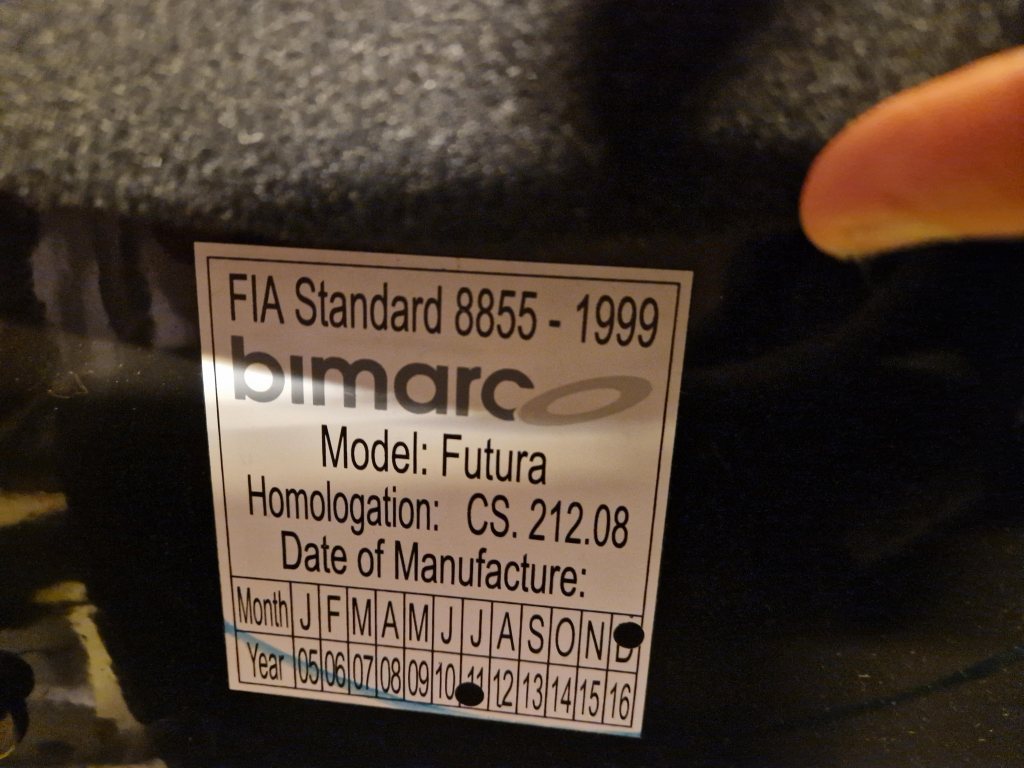 FIA Standard 8855 - 1999
bimarco
Model: Futura
Homologation: CS. 212.08
Date of Manufacture:
Month J F M A M J J A S O N D
Year 05 06 07 08 09 10 11 12 13 14 15 16